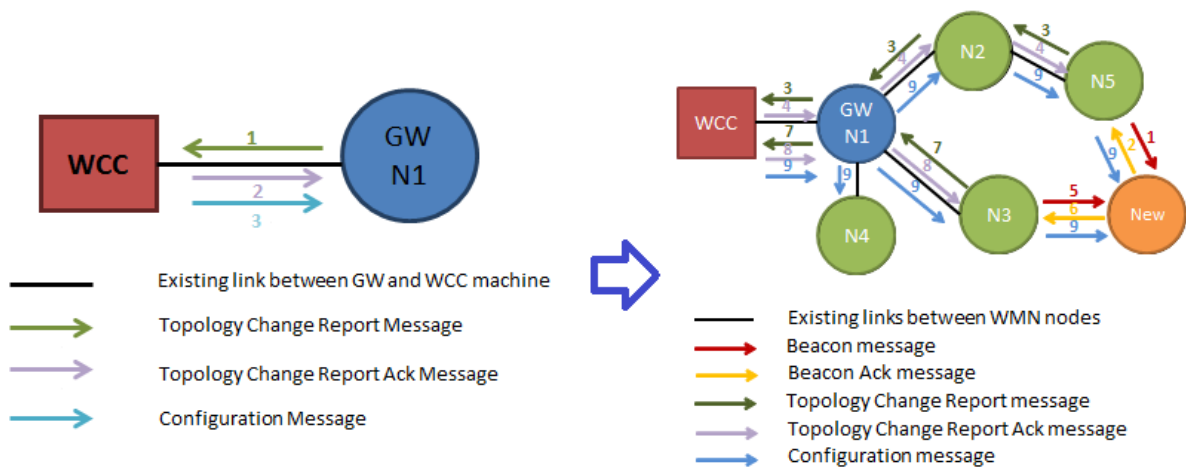 WCC
1
2
3
GW
N1
Existing link between GW and WCC machine
Topology Change Report Message
Topology Change Report Ack Message
Configuration Message
WCC
3
4
7
8
9
GW
N1
3
4
9
N2
3
4
9
N5
1
2
9
New
9
N4
7
8
9
N3
5
6
9
Existing links between WMN nodes
Beacon message
Beacon Ack message
Topology Change Report message
Topology Change Report Ack message
Configuration message